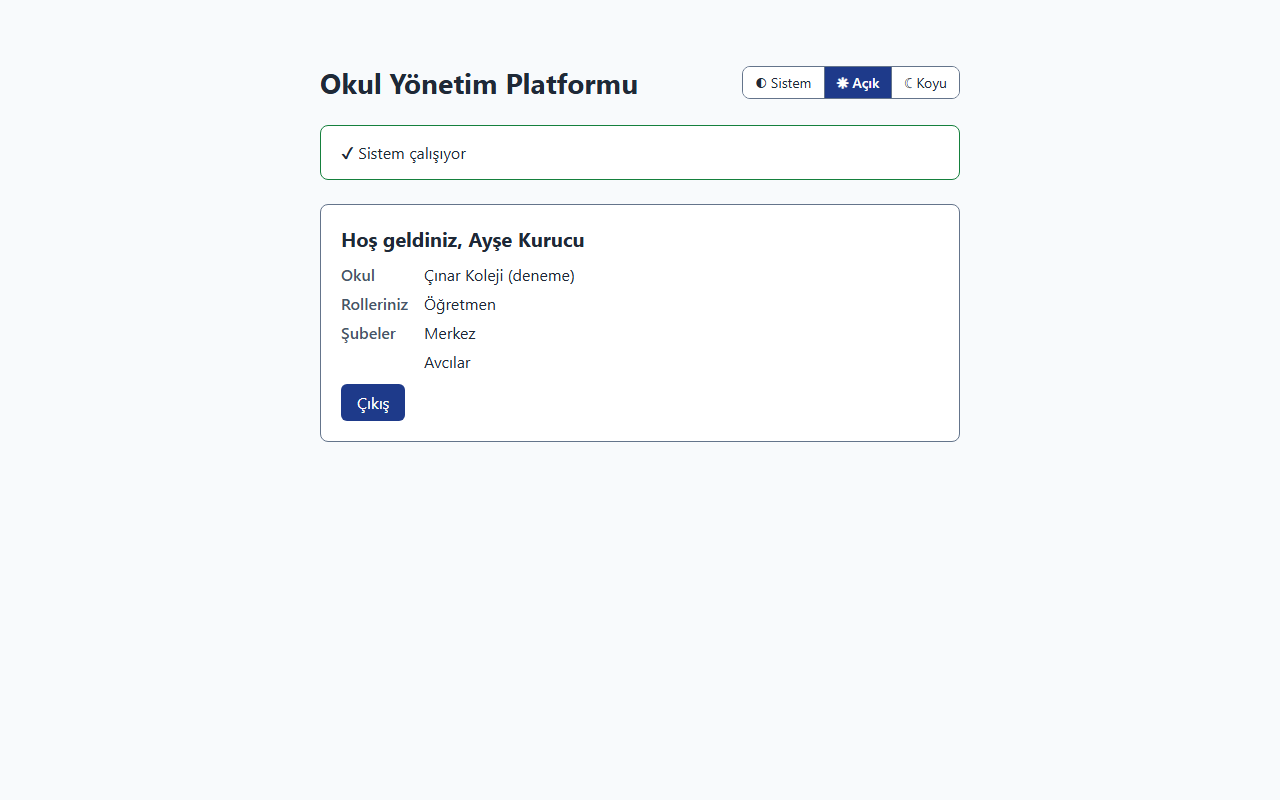 Okul Yönetim Platformu
◐ Sistem ✸ Açık ☾ Koyu
✓ Sistem çalışıyor
Hoş geldiniz, Ayşe Kurucu
Okul Çınar Koleji (deneme)
Rolleriniz Öğretmen
Şubeler Merkez
Avcılar
Çıkış